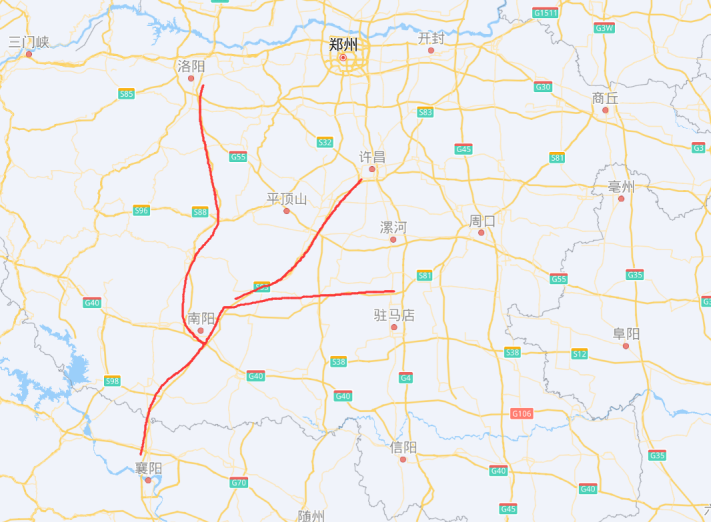 G1511
三门峡
郑州
开封
G3W
洛阳
S85
G30
商丘
S83
S32
G45
G3
G55
许昌
S81
亳州
平顶山
S96
S88
漯河
周口
S81
G35
G55
G40
南阳
驻马店
阜阳
S38
S38
S12
S98
G40
G4
G40
G106
襄阳
信阳
G35
G70
G40
G40
G45
随州